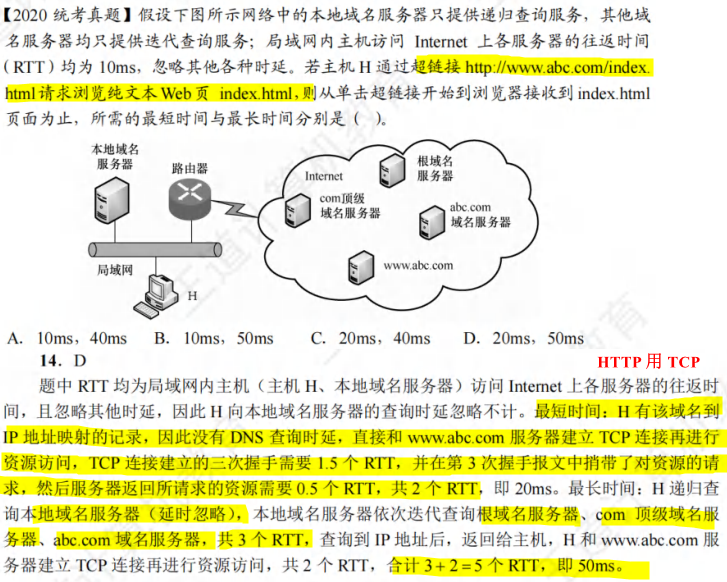 【2020 统考真题】假设下图所示网络中的本地域名服务器只提供递归查询服务，其他域
名服务器均只提供迭代查询服务；局域网内主机访问 Internet 上各服务器的往返时间
（RTT）均为 10ms，忽略其他各种时延。若主机 H 通过超链接 http://www.abc.com/index.
html 请求浏览纯文本 Web 页 index.html，则从单击超链接开始到浏览器接收到 index.html
页面为止，所需的最短时间与最长时间分别是（ ）。
本地域名
服务器
路由器
Internet
根域名
服务器
com顶级
域名服务器
abc.com
域名服务器
www.abc.com
局域网
H
A. 10ms，40ms B. 10ms，50ms C. 20ms，40ms D. 20ms，50ms
14. D
HTTP 用 TCP
题中 RTT 均为局域网内主机（主机 H、本地域名服务器）访问 Internet 上各服务器的往返时
间，且忽略其他时延，因此 H 向本地域名服务器的查询时延忽略不计。最短时间：H 有该域名到
IP 地址映射的记录，因此没有 DNS 查询时延，直接和 www.abc.com 服务器建立 TCP 连接再进行
资源访问，TCP 连接建立的三次握手需要 1.5 个 RTT，并在第 3 次握手报文中捎带了对资源的请
求，然后服务器返回所请求的资源需要 0.5 个 RTT，共 2 个 RTT，即 20ms。最长时间：H 递归查
询本地域名服务器（延时忽略），本地域名服务器依次迭代查询根域名服务器、com 顶级域名服
务器、abc.com 域名服务器，共 3 个 RTT，查询到 IP 地址后，返回给主机，H 和 www.abc.com 服
务器建立 TCP 连接再进行资源访问，共 2 个 RTT，合计 3 + 2 = 5 个 RTT，即 50ms。
王道计算机教育